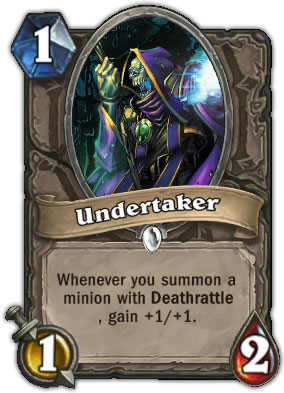 1
Undertaker
Whenever you summon a
minion with Deathrattle
, gain +1/+1.
1
2